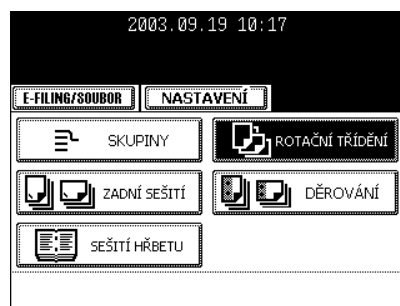 2003.09.19 10:17
E-FILING/SOUBOR NASTAVENÍ
SKUPINY ROTAČNÍ TŘÍDĚNÍ
ZADNÍ SEŠITÍ DĚROVÁNÍ
SEŠITÍ HŘBETU